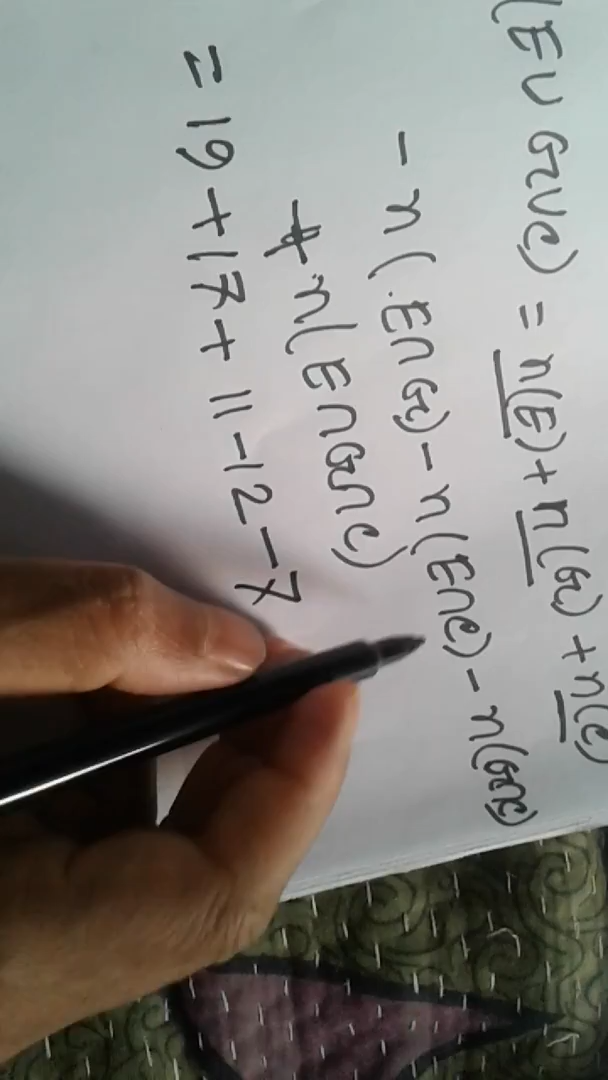 (E∪G∪C) = n(E) + n(G) + n(C)
- n(E∩G) - n(E∩C) - n(G∩C)
+ n(E∩G∩C)
= 19 + 17 + 11 - 12 - 7